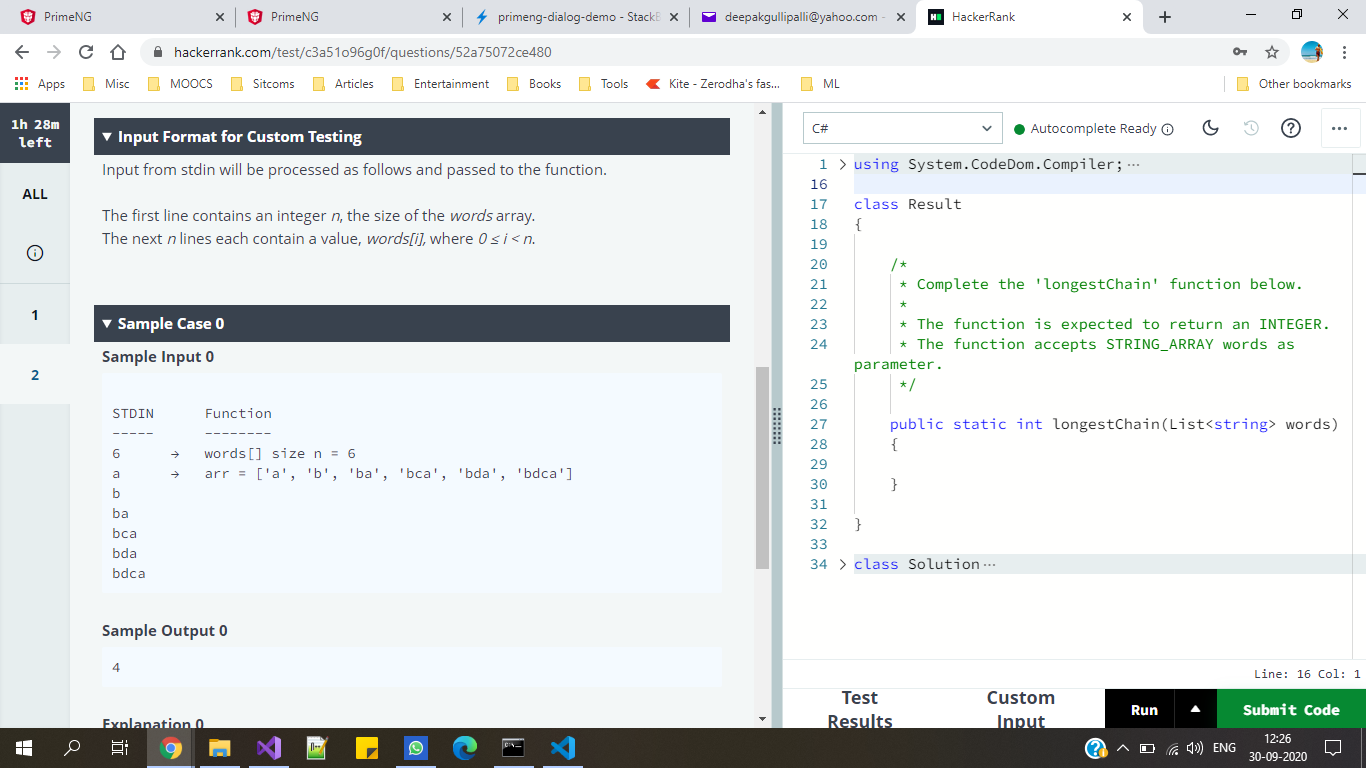 PrimeNG
PrimeNG
primeng-dialog-demo - StackB
deepakgullipalli@yahoo.com -
HackerRank
hackerrank.com/test/c3a51o96g0f/questions/52a75072ce480
Apps
Misc
MOOCS
Sitcoms
Articles
Entertainment
Books
Tools
Kite - Zerodha's fas...
ML
Other bookmarks
1h 28m
left
ALL
1
2
▼ Input Format for Custom Testing
Input from stdin will be processed as follows and passed to the function.
The first line contains an integer n, the size of the words array.
The next n lines each contain a value, words[i], where 0 ≤ i < n.
▼ Sample Case 0
Sample Input 0
STDIN      Function
-----      --------
6      →   words[] size n = 6
a      →   arr = ['a', 'b', 'ba', 'bca', 'bda', 'bdca']
b
ba
bca
bda
bdca
Sample Output 0
4
Explanation 0
C#
Autocomplete Ready
1 > using System.CodeDom.Compiler; ...
16
17 class Result
18 {
19
20     /*
21      * Complete the 'longestChain' function below.
22      *
23      * The function is expected to return an INTEGER.
24      * The function accepts STRING_ARRAY words as
parameter.
25      */
26
27     public static int longestChain(List<string> words)
28     {
29
30     }
31
32 }
33
34 > class Solution ...
Line: 16 Col: 1
Test
Results
Custom
Input
Run
Submit Code
ENG
12:26
30-09-2020